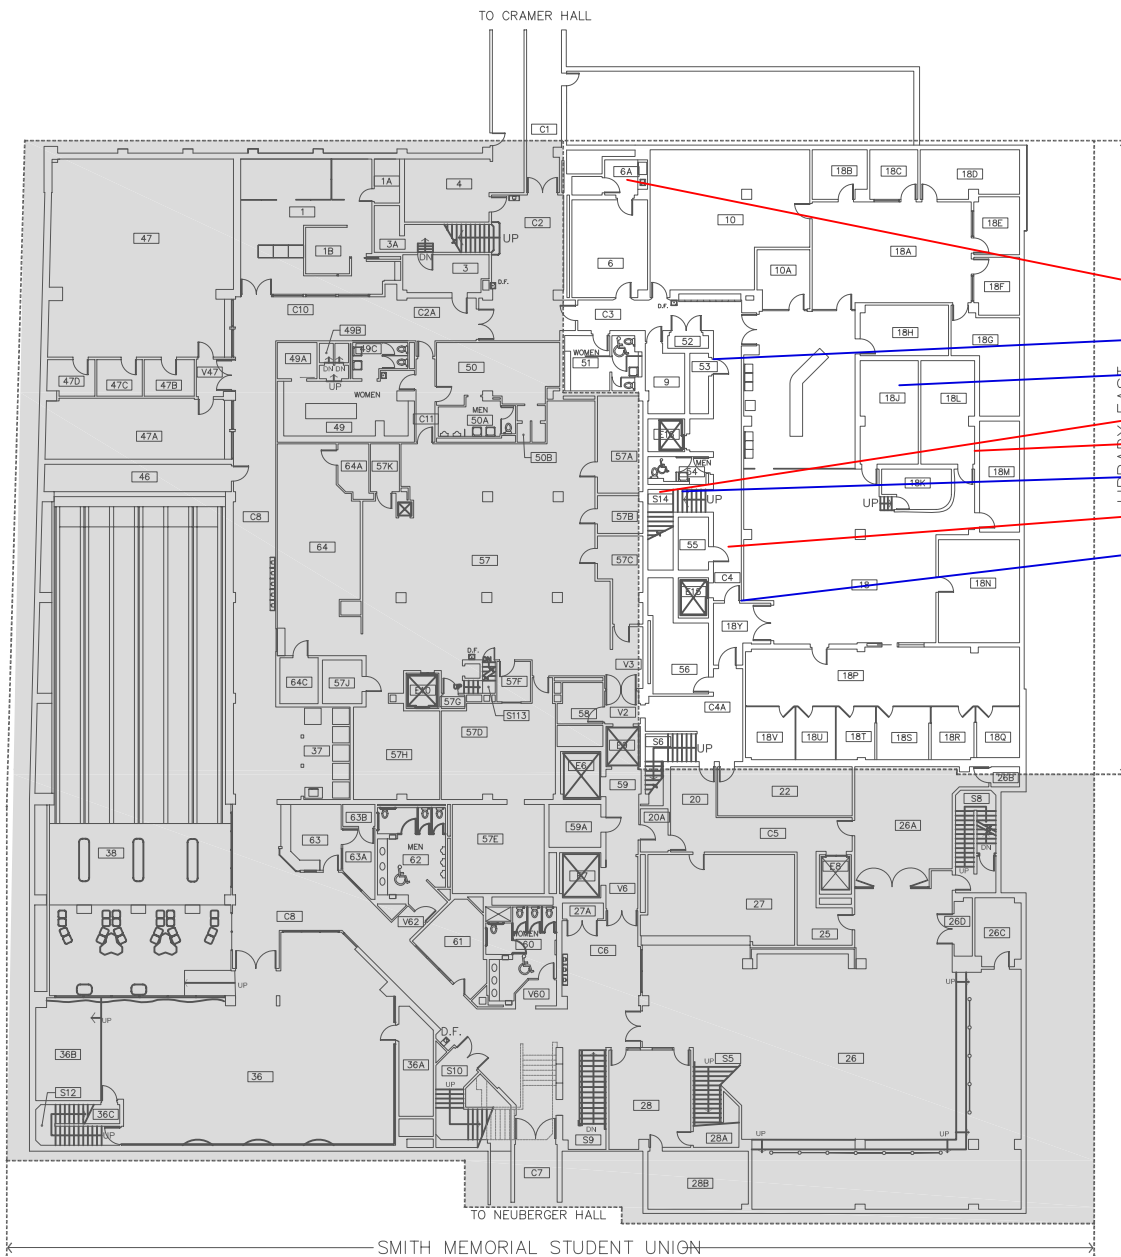 TO CRAMER HALL
C1
6A
18B
18C
18D
1A
4
1
10
C2
18E
47
3A
UP
18A
1B
DN
6
3
10A
18F
D.F.
C10
C2A
D.F.
C3
49B
18H
18G
52
49C
WOMEN
49A
50
51
53
V47
47D
47C
47B
DN DN
UP
9
18J
18L
WOMEN
MEN
50A
49
C11
47A
50B
57A
64A
57K
MEN
54
18M
46
18K
S14
UP
UP
C8
57B
64
55
57
57C
C4
18
18N
18Y
D.F.
DN
V3
56
64C
57J
UP
57F
18P
57G
S113
58
V2
C4A
57D
S6
UP
18V
18U
18T
18S
18R
18Q
37
57H
E6
59
26B
20
22
S8
63B
20A
63
59A
C5
26A
MEN
57E
DN
38
63A
62
E8
UP
V6
27A
27
C8
V62
61
WOMEN
60
25
26D
26C
C6
UP
V60
UP
UP
D.F.
36B
S5
UP
36A
S10
26
36
UP
S12
36C
28
UP
DN
S9
28A
UP
UP
C7
28B
TO NEUBERGER HALL
SMITH MEMORIAL STUDENT UNION